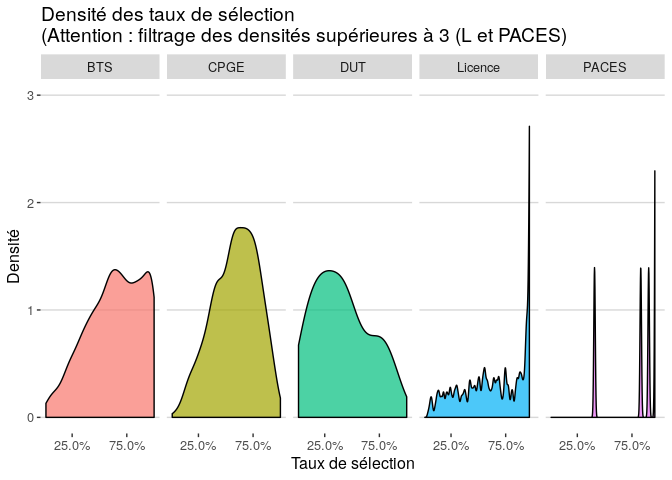 Densité des taux de sélection
(Attention : filtrage des densités supérieures à 3 (L et PACES)
BTS CPGE DUT Licence PACES
3
2
1
0
Densité
25.0% 75.0% 25.0% 75.0% 25.0% 75.0% 25.0% 75.0% 25.0% 75.0%
Taux de sélection